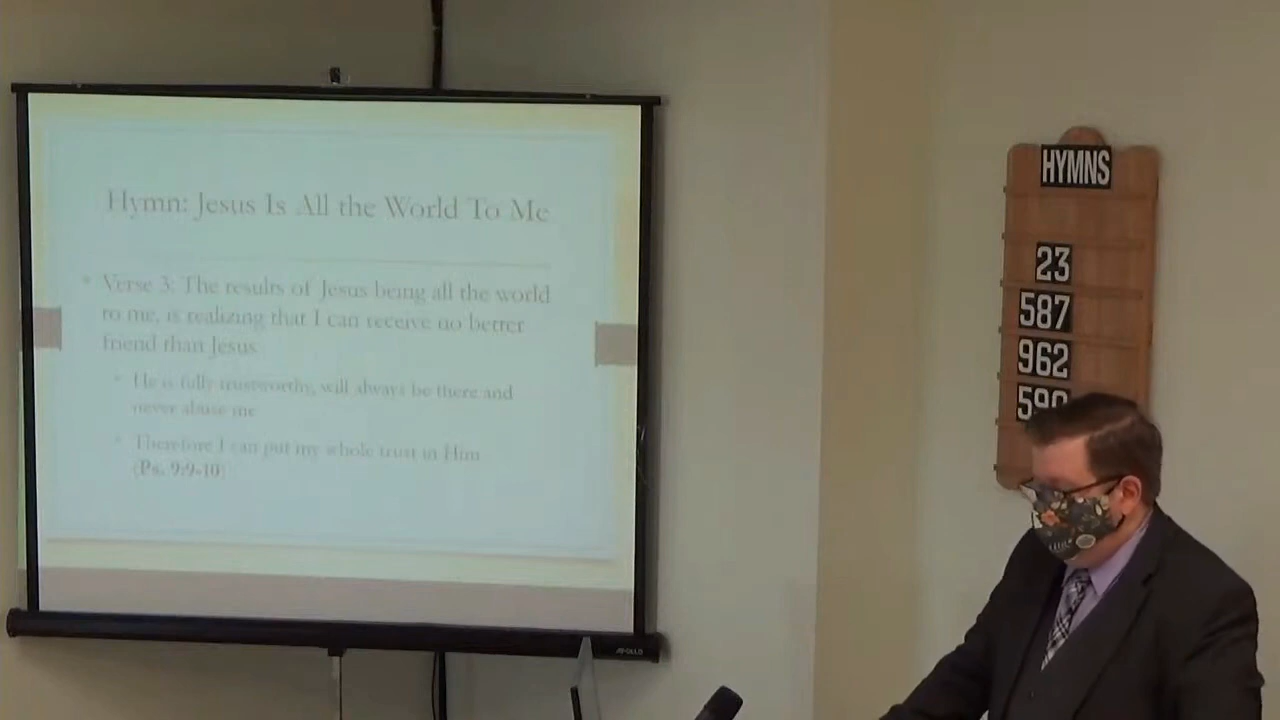 Hymn: Jesus Is All the World To Me
Verse 3: The results of Jesus being all the world
to me, is realizing that I can receive no better
friend than Jesus.
He is fully trustworthy, will always be there and
never abuse me
Therefore I can put my whole trust in Him
(Ps. 9:9-10)
APOLLO
HYMNS
23
587
962
590